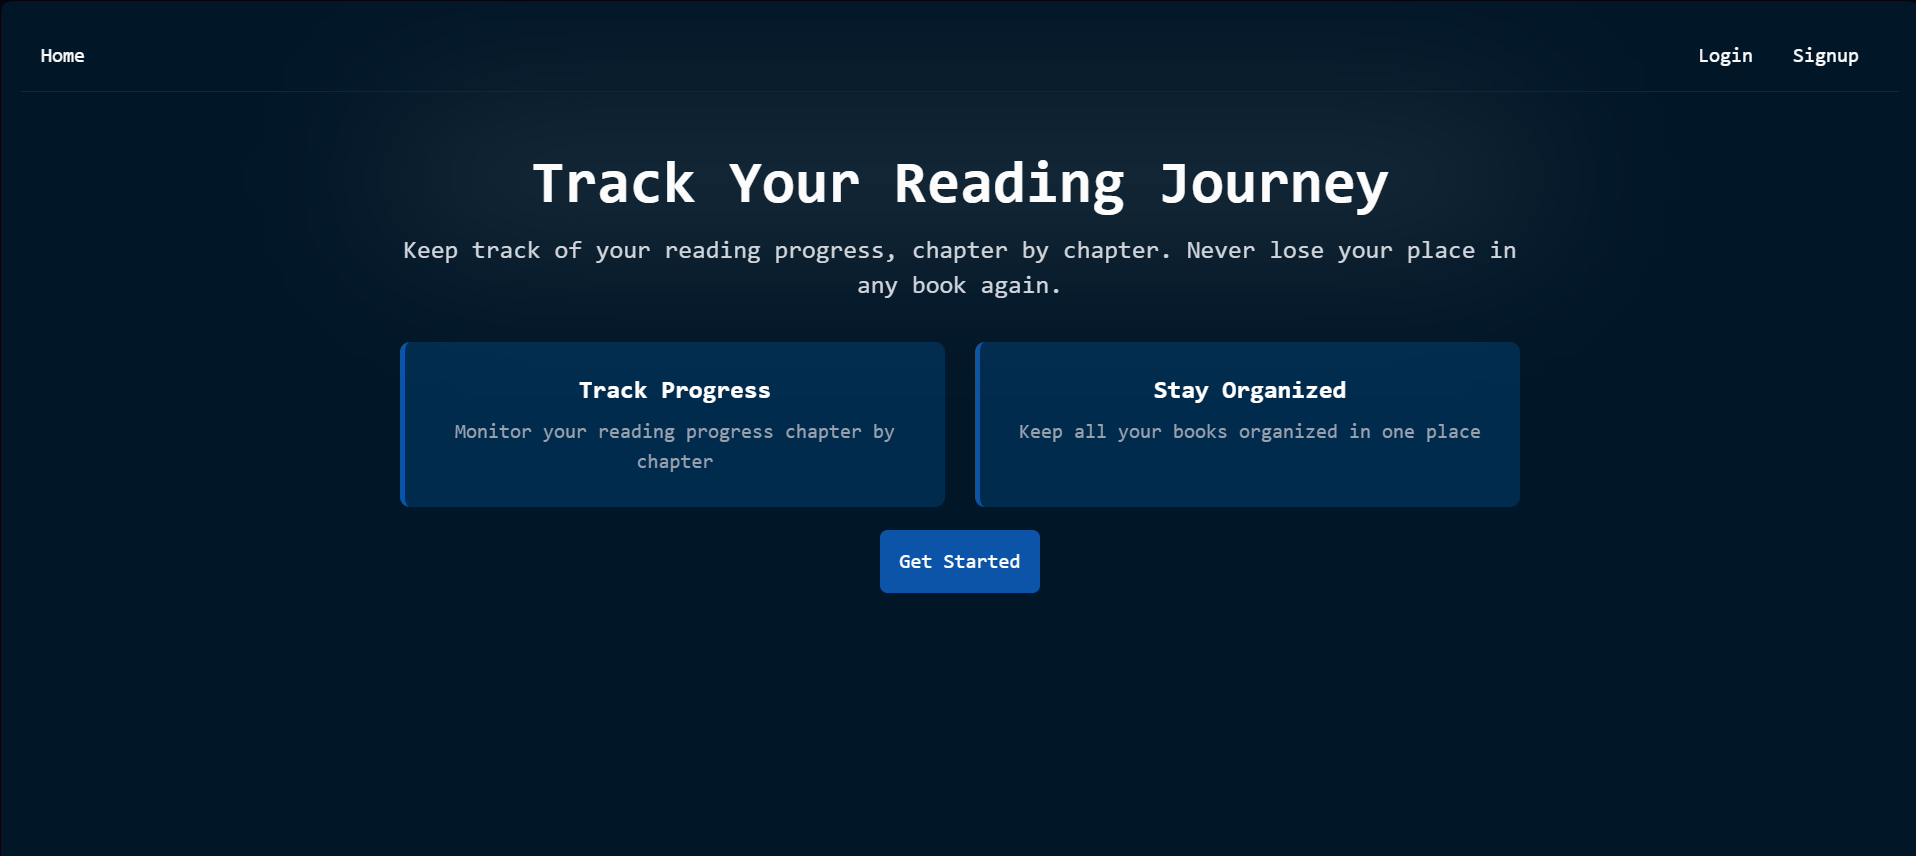 Home
Login
Signup
Track Your Reading Journey
Keep track of your reading progress, chapter by chapter. Never lose your place in
any book again.
Track Progress
Monitor your reading progress chapter by
chapter
Stay Organized
Keep all your books organized in one place
Get Started